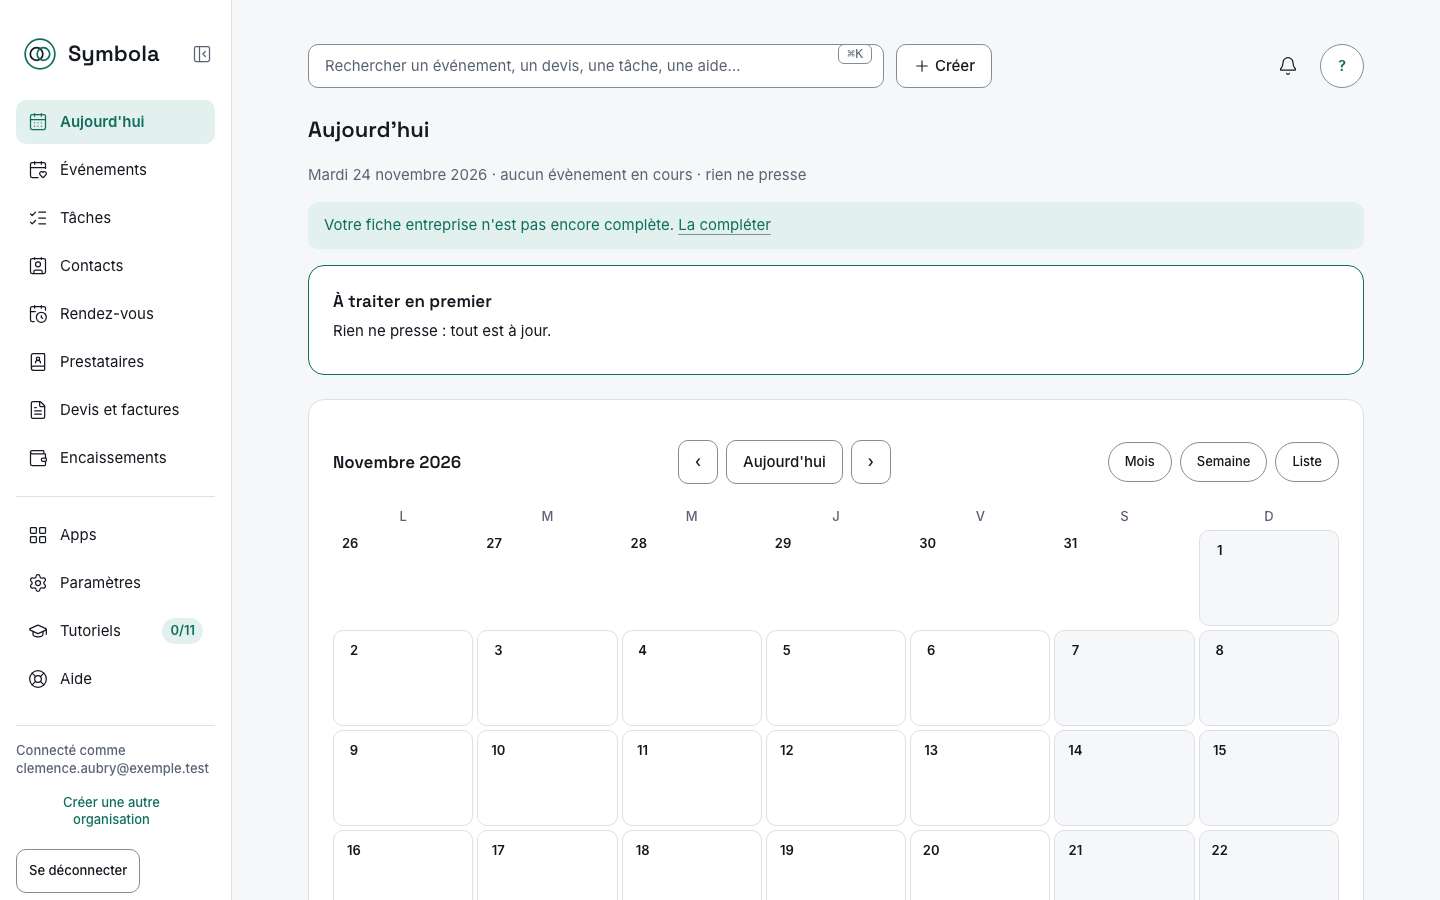 Symbola
Rechercher un événement, un devis, une tâche, une aide...
⌘K
+ Créer
?
Aujourd'hui
Événements
Tâches
Contacts
Rendez-vous
Prestataires
Devis et factures
Encaissements
Apps
Paramètres
Tutoriels 0/11
Aide
Connecté comme
clemence.aubry@exemple.test
Créer une autre
organisation
Se déconnecter
Aujourd’hui
Mardi 24 novembre 2026 · aucun évènement en cours · rien ne presse
Votre fiche entreprise n'est pas encore complète. La compléter
À traiter en premier
Rien ne presse : tout est à jour.
Novembre 2026
‹ Aujourd'hui ›
Mois Semaine Liste
L M M J V S D
26 27 28 29 30 31 1
2 3 4 5 6 7 8
9 10 11 12 13 14 15
16 17 18 19 20 21 22